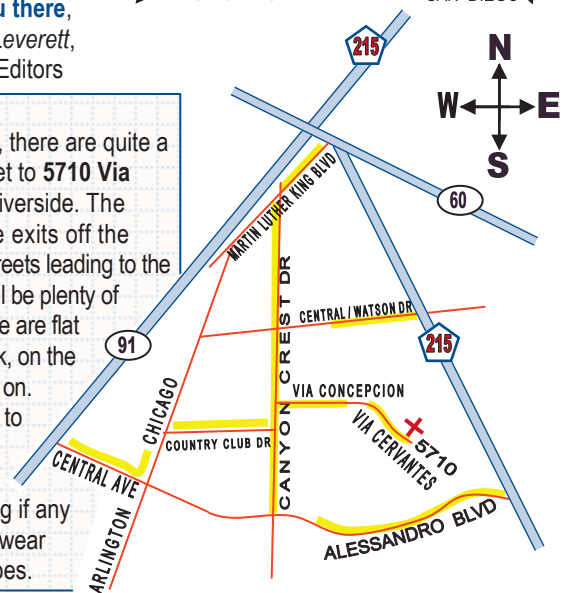 u there,
SAN DIEGO
Leverett,
Editors
, there are quite a
et to 5710 Via
iverside. The
e exits off the
reets leading to the
l be plenty of
e are flat
k, on the
on.
to
g if any
wear
oes.
N
W E
S
215
60
MARTIN LUTHER KING BLVD
91
CENTRAL / WATSON DR
215
CANYON CREST DR
VIA CONCEPCION
VIA CERVANTES
5710
CHICAGO
COUNTRY CLUB DR
CENTRAL AVE
ARLINGTON
ALESSANDRO BLVD